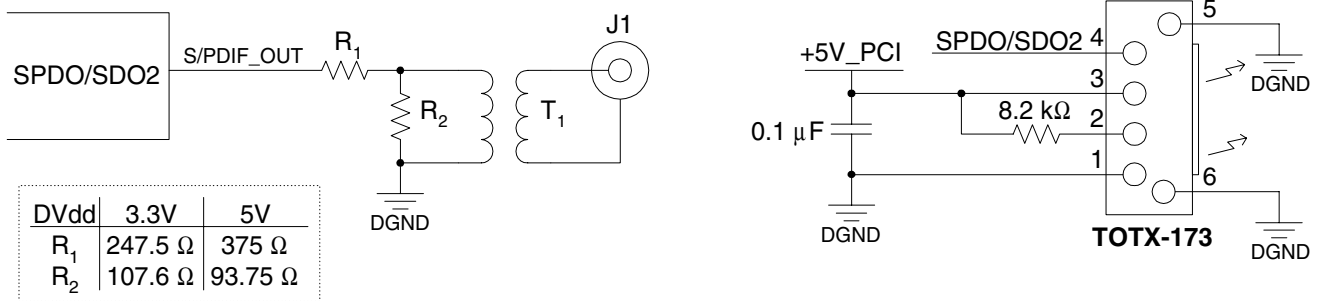 SPDO/SDO2
S/PDIF_OUT
R1
R2
T1
J1
DGND
DVdd 3.3V 5V
R1 247.5 Ω 375 Ω
R2 107.6 Ω 93.75 Ω
+5V_PCI
SPDO/SDO2
4
5
3
8.2 kΩ
2
0.1 μF
1
6
DGND
DGND
DGND
TOTX-173